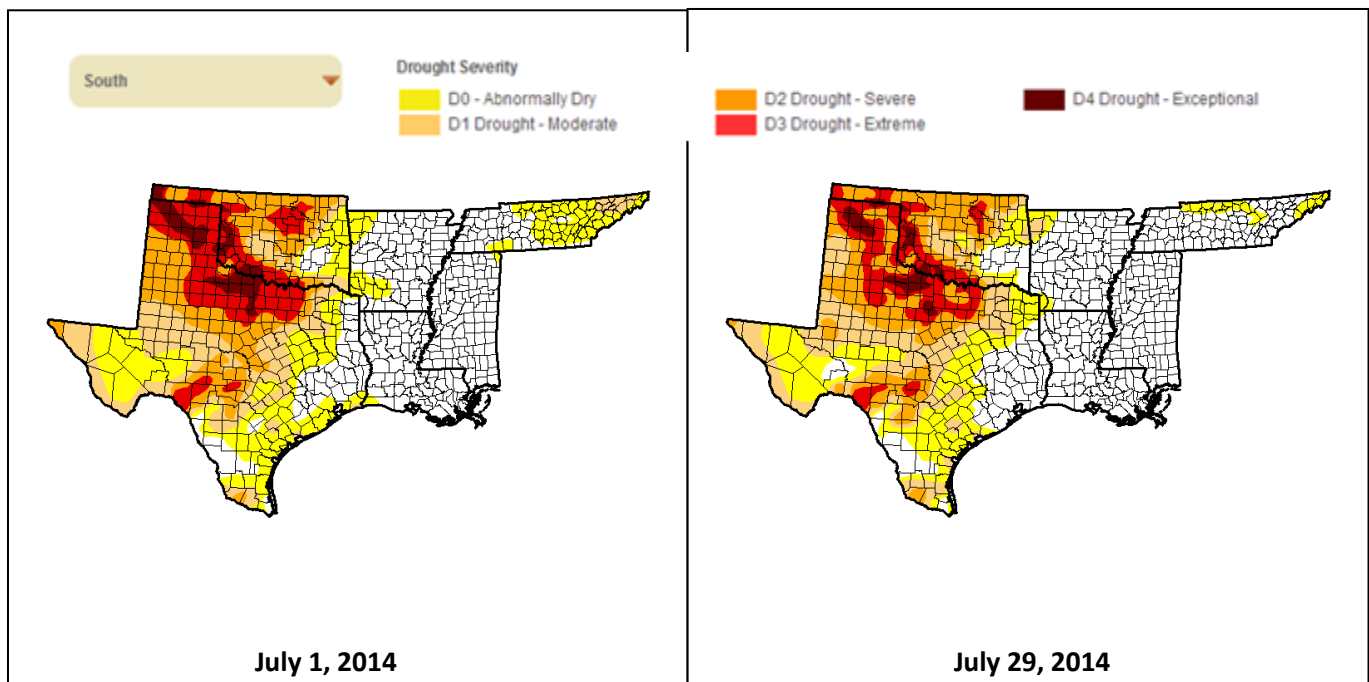 South
Drought Severity
D0 - Abnormally Dry
D1 Drought - Moderate
D2 Drought - Severe
D3 Drought - Extreme
D4 Drought - Exceptional
July 1, 2014
July 29, 2014